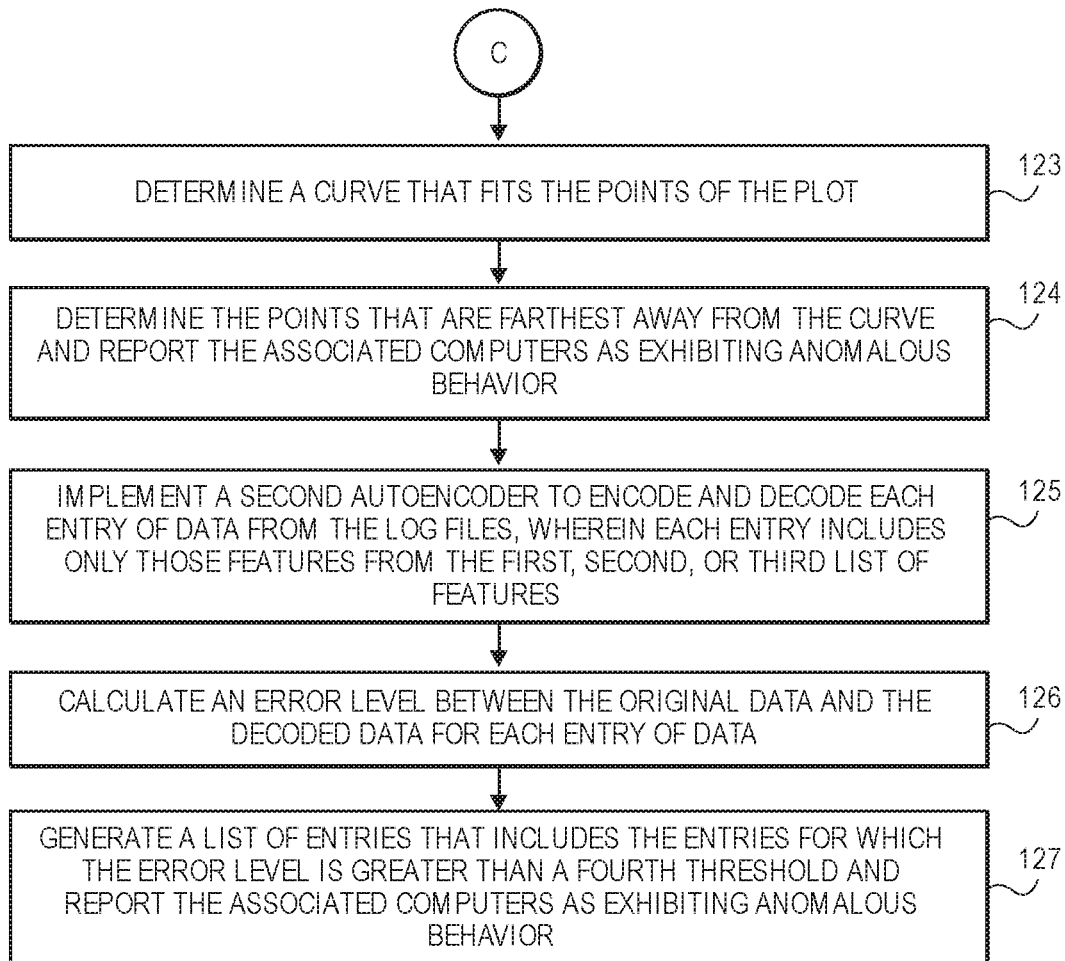 C
DETERMINE A CURVE THAT FITS THE POINTS OF THE PLOT
123
DETERMINE THE POINTS THAT ARE FARTHEST AWAY FROM THE CURVE
AND REPORT THE ASSOCIATED COMPUTERS AS EXHIBITING ANOMALOUS
BEHAVIOR
124
IMPLEMENT A SECOND AUTOENCODER TO ENCODE AND DECODE EACH
ENTRY OF DATA FROM THE LOG FILES, WHEREIN EACH ENTRY INCLUDES
ONLY THOSE FEATURES FROM THE FIRST, SECOND, OR THIRD LIST OF
FEATURES
125
CALCULATE AN ERROR LEVEL BETWEEN THE ORIGINAL DATA AND THE
DECODED DATA FOR EACH ENTRY OF DATA
126
GENERATE A LIST OF ENTRIES THAT INCLUDES THE ENTRIES FOR WHICH
THE ERROR LEVEL IS GREATER THAN A FOURTH THRESHOLD AND
REPORT THE ASSOCIATED COMPUTERS AS EXHIBITING ANOMALOUS
BEHAVIOR
127